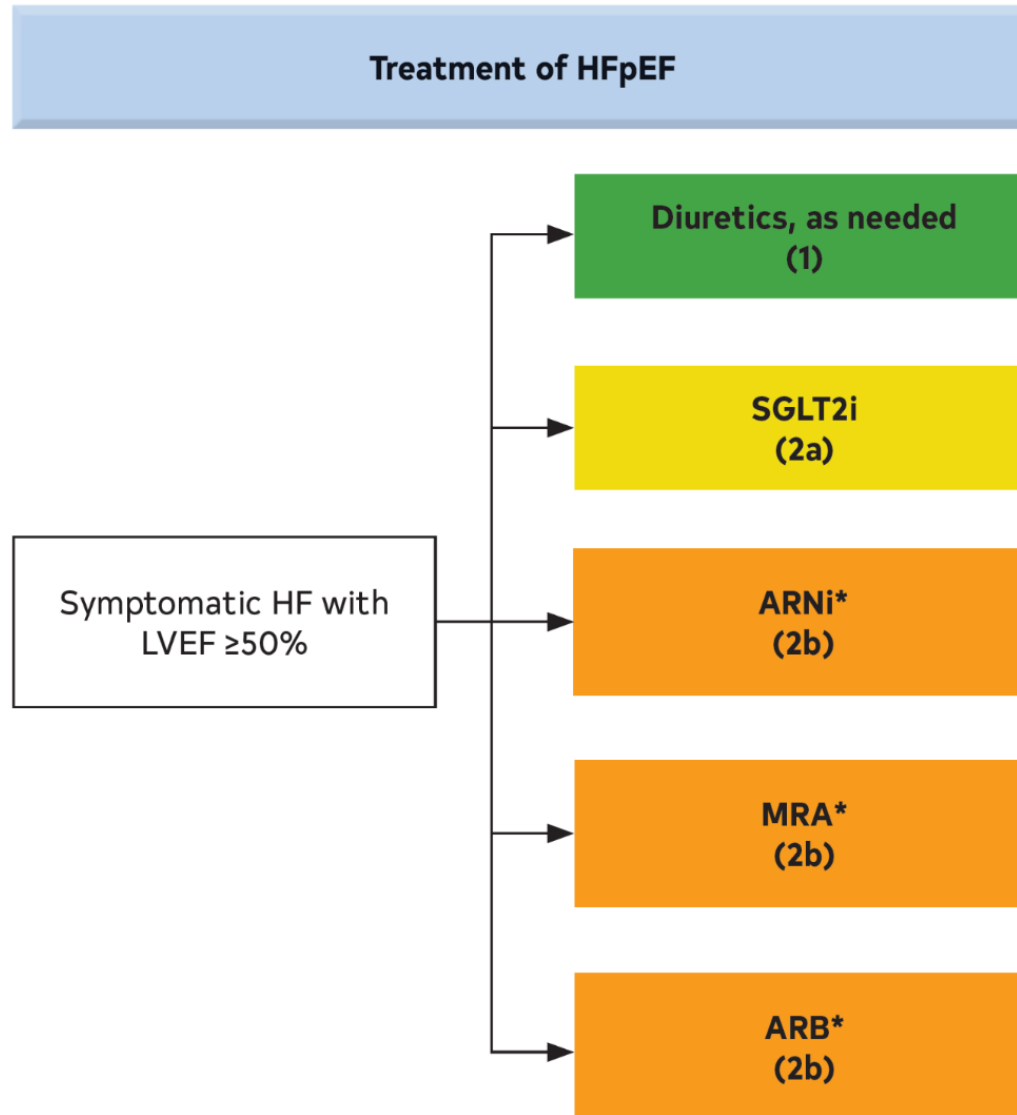 Treatment of HFpEF
Symptomatic HF with
LVEF ≥50%
Diuretics, as needed
(1)
SGLT2i
(2a)
ARNi*
(2b)
MRA*
(2b)
ARB*
(2b)